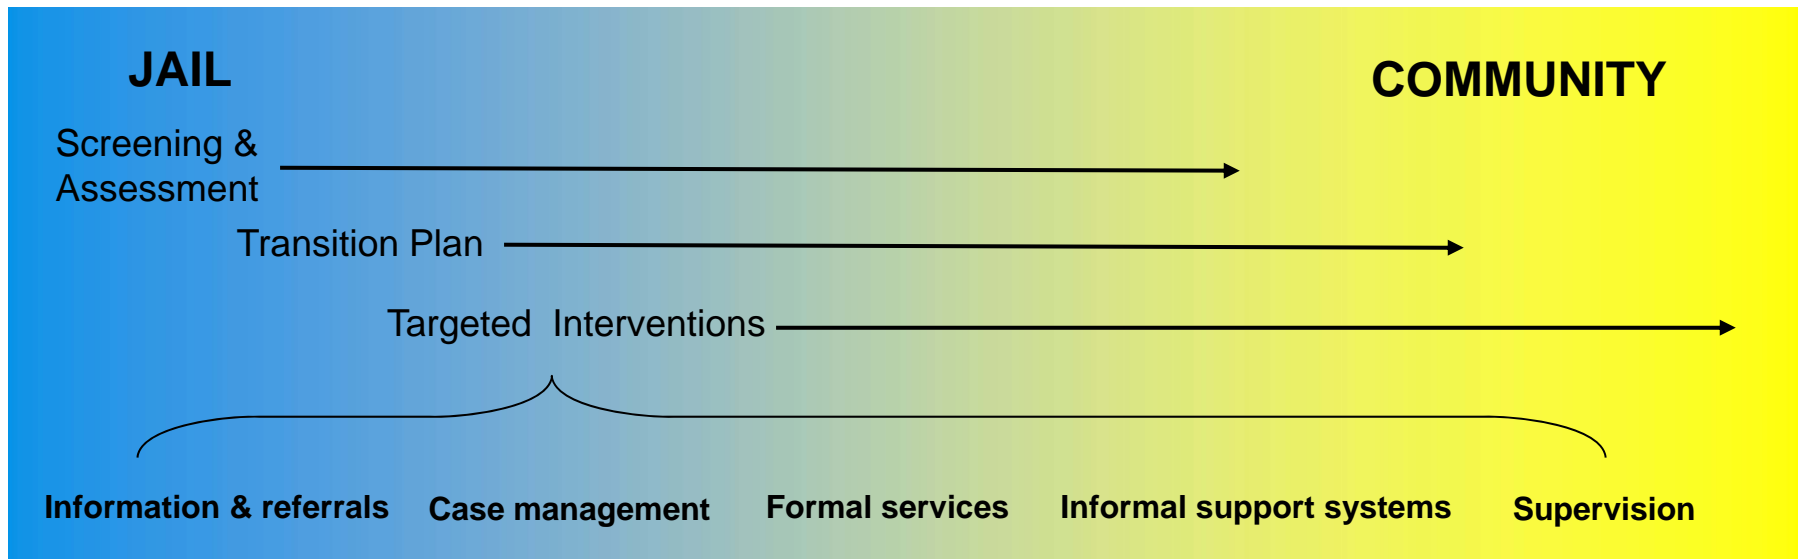 JAIL
COMMUNITY
Screening &
Assessment
Transition Plan
Targeted Interventions
Information & referrals
Case management
Formal services
Informal support systems
Supervision